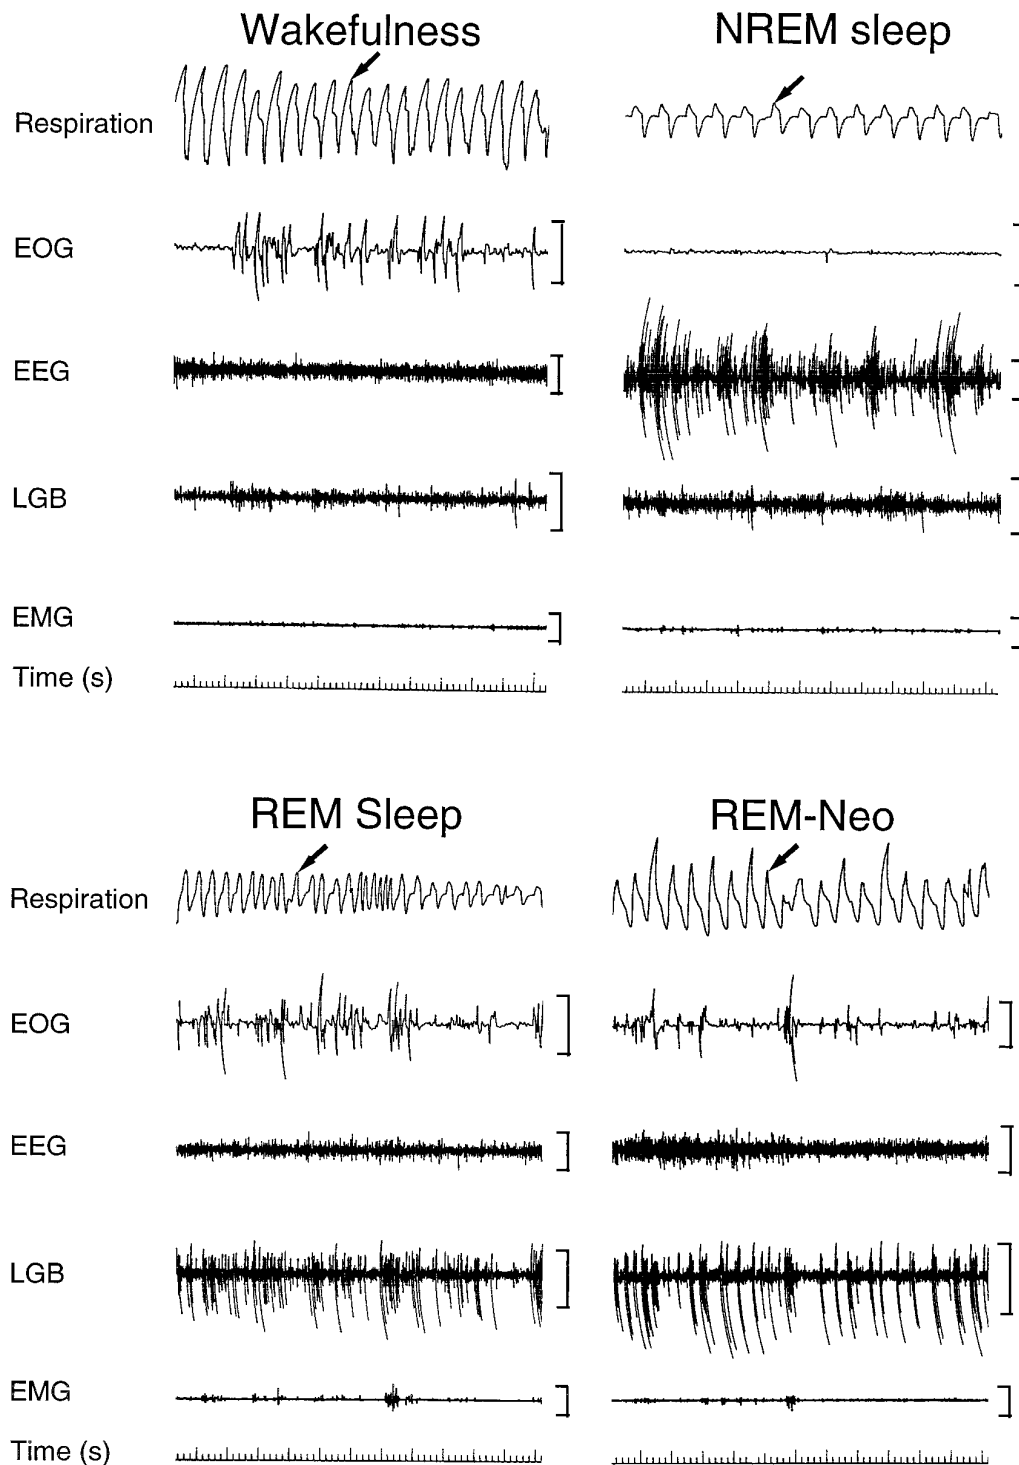 Wakefulness
NREM sleep
Respiration
EOG
EEG
LGB
EMG
Time (s)
REM Sleep
REM-Neo
Respiration
EOG
EEG
LGB
EMG
Time (s)